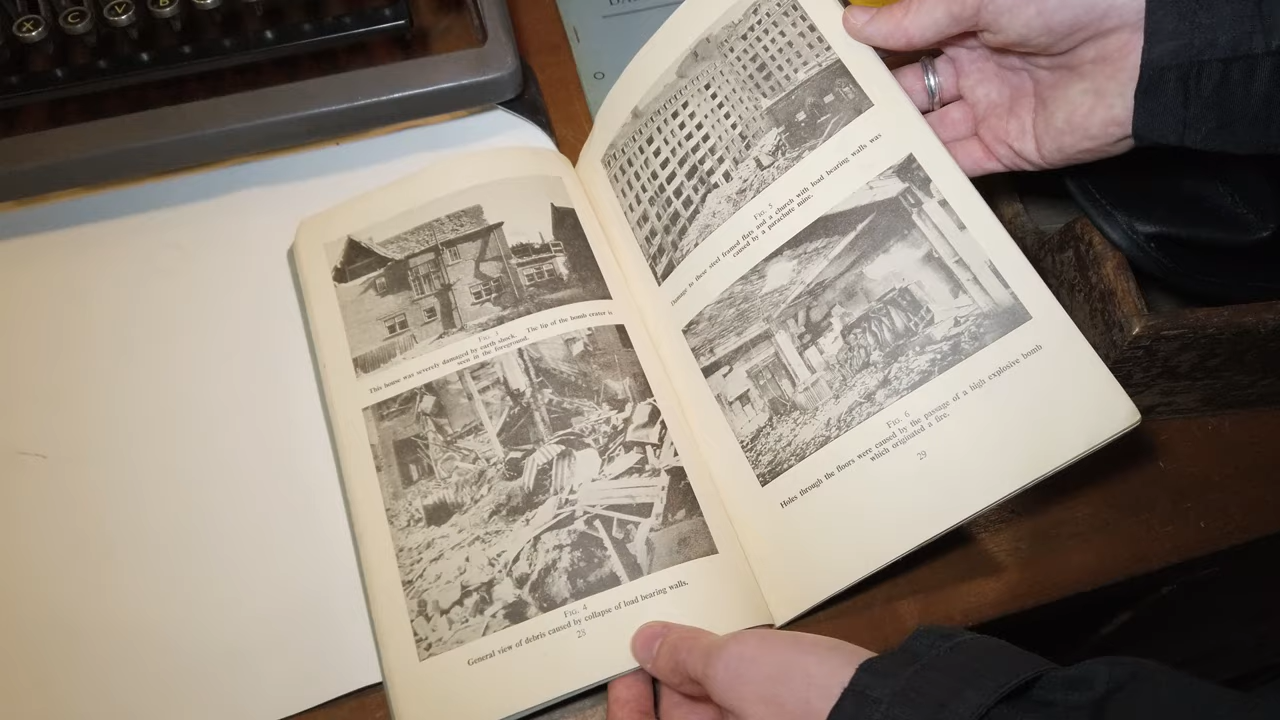 X
C
V
B
FIG. 3
This house was severely damaged by earth shock. The lip of the bomb crater is
seen in the foreground.
FIG. 4
General view of debris caused by collapse of load bearing walls.
FIG. 5
Damage to these steel framed flats and a church with load bearing walls was
caused by a parachute mine.
FIG. 6
Holes through the floors were caused by the passage of a high explosive bomb
which originated a fire.
29